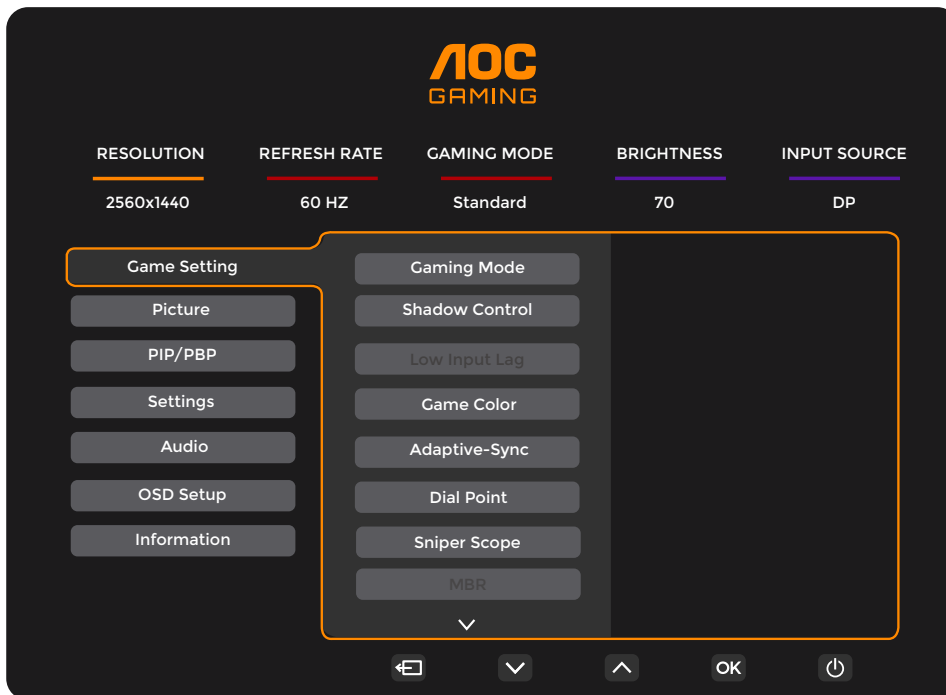 AOC
GAMING
RESOLUTION REFRESH RATE GAMING MODE BRIGHTNESS INPUT SOURCE
2560x1440 60 HZ Standard 70 DP
Game Setting
Picture
PIP/PBP
Settings
Audio
OSD Setup
Information
Gaming Mode
Shadow Control
Low Input Lag
Game Color
Adaptive-Sync
Dial Point
Sniper Scope
MBR
OK